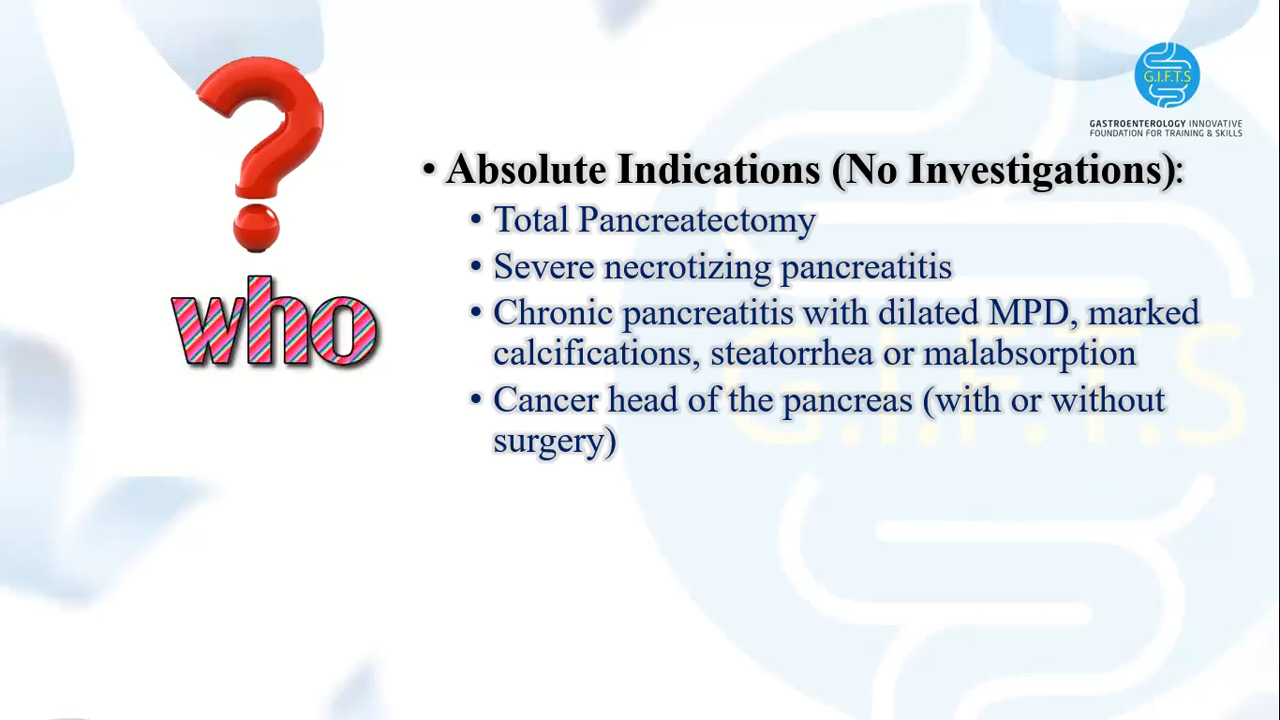 G.I.F.T.S
GASTROENTEROLOGY INNOVATIVE
FOUNDATION FOR TRAINING & SKILLS
?
who
• Absolute Indications (No Investigations):
• Total Pancreatectomy
• Severe necrotizing pancreatitis
• Chronic pancreatitis with dilated MPD, marked
calcifications, steatorrhea or malabsorption
• Cancer head of the pancreas (with or without
surgery)
G.I.F.T.S